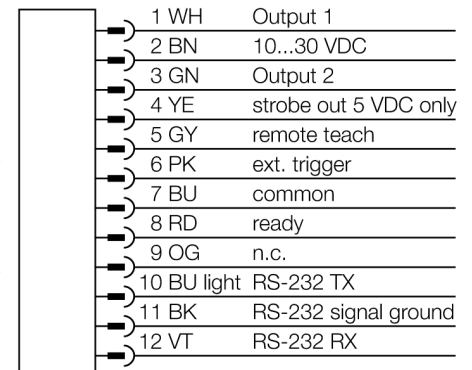 1 WH Output 1
2 BN 10...30 VDC
3 GN Output 2
4 YE strobe out 5 VDC only
5 GY remote teach
6 PK ext. trigger
7 BU common
8 RD ready
9 OG n.c.
10 BU light RS-232 TX
11 BK RS-232 signal ground
12 VT RS-232 RX